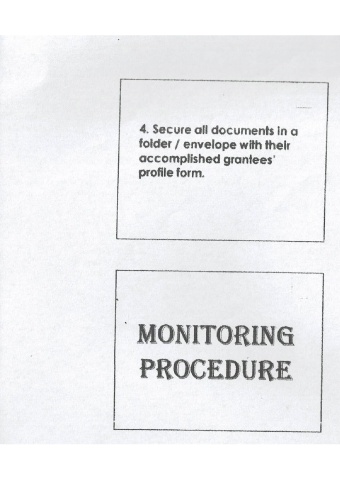 4. Secure all documents in a
folder / envelope with their
accomplished grantees'
profile form.
MONITORING
PROCEDURE